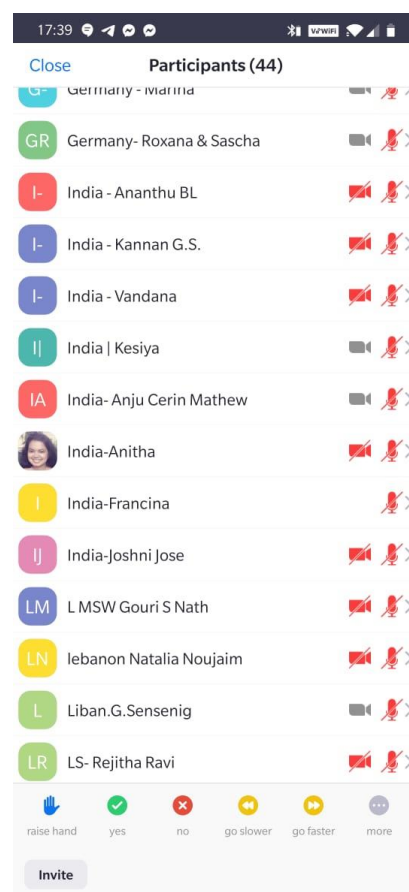 17:39 VoWiFi
Close Participants (44)
G- Germany - Marina
GR Germany- Roxana & Sascha
I- India - Ananthu BL
I- India - Kannan G.S.
I- India - Vandana
I| India | Kesiya
IA India- Anju Cerin Mathew
India-Anitha
I India-Francina
IJ India-Joshni Jose
LM L MSW Gouri S Nath
LN lebanon Natalia Noujaim
L Liban.G.Sensenig
LR LS- Rejitha Ravi
raise hand yes no go slower go faster more
Invite